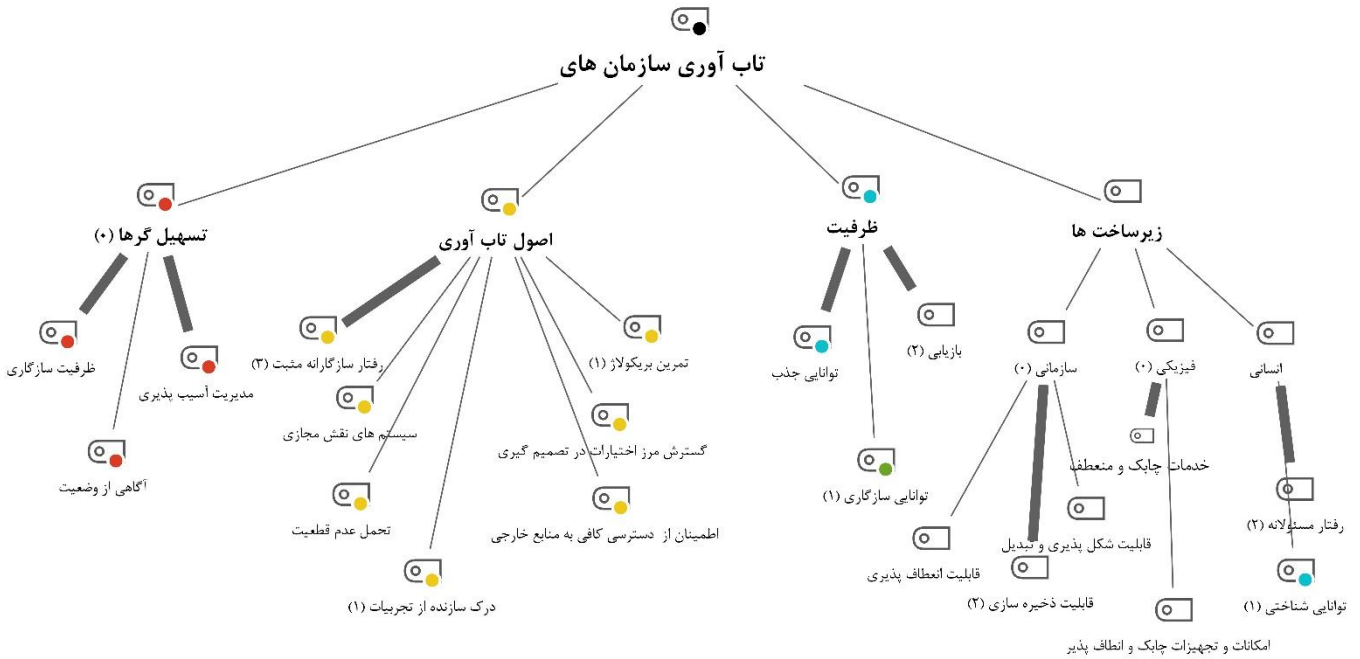 تاب آوری سازمان های
زیرساخت ها
ظرفیت
اصول تاب آوری
تسهیل گرها (۰)
انسانی
فیزیکی (۰)
سازمانی (۰)
رفتار مسئولانه (۲)
توانایی شناختی (۱)
خدمات چابک و منعطف
امکانات و تجهیزات چابک و انطاف پذیر
قابلیت شکل پذیری و تبدیل
قابلیت ذخیره سازی (۲)
قابلیت انعطاف پذیری
بازیابی (۲)
توانایی جذب
توانایی سازگاری (۱)
تمرین بریکولاژ (۱)
گسترش مرز اختیارات در تصمیم گیری
اطمینان از دسترسی کافی به منابع خارجی
رفتار سازگارانه مثبت (۳)
سیستم های نقش مجازی
تحمل عدم قطعیت
درک سازنده از تجربیات (۱)
مدیریت آسیب پذیری
ظرفیت سازگاری
آگاهی از وضعیت